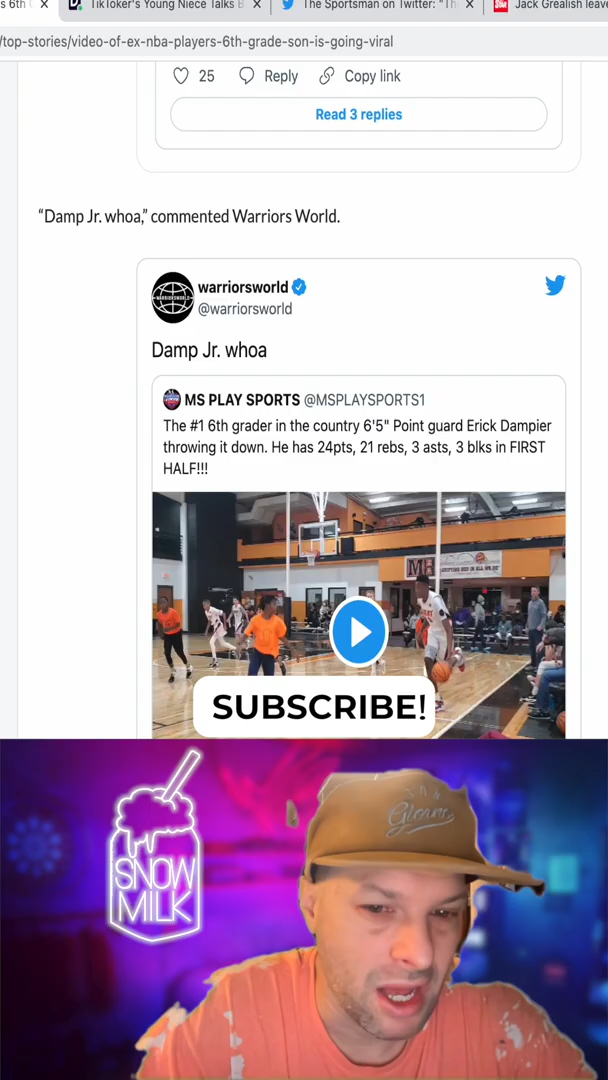 s 6th C
TikToker's Young Niece Talks B
The Sportsman on Twitter: "Th
Jack Grealish leave
/top-stories/video-of-ex-nba-players-6th-grade-son-is-going-viral
25 Reply Copy link
Read 3 replies
“Damp Jr. whoa,” commented Warriors World.
warriorsworld
@warriorsworld
Damp Jr. whoa
MS PLAY SPORTS @MSPLAYSPORTS1
The #1 6th grader in the country 6'5" Point guard Erick Dampier
throwing it down. He has 24pts, 21 rebs, 3 asts, 3 blks in FIRST
HALF!!!
SUBSCRIBE!
SNOW
MILK